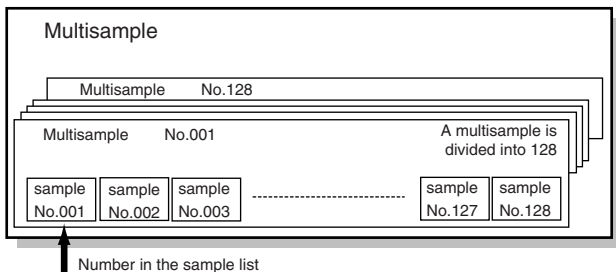 Multisample
Multisample No.128
Multisample No.001
A multisample is
divided into 128
sample sample sample sample sample
No.001 No.002 No.003 No.127 No.128
Number in the sample list